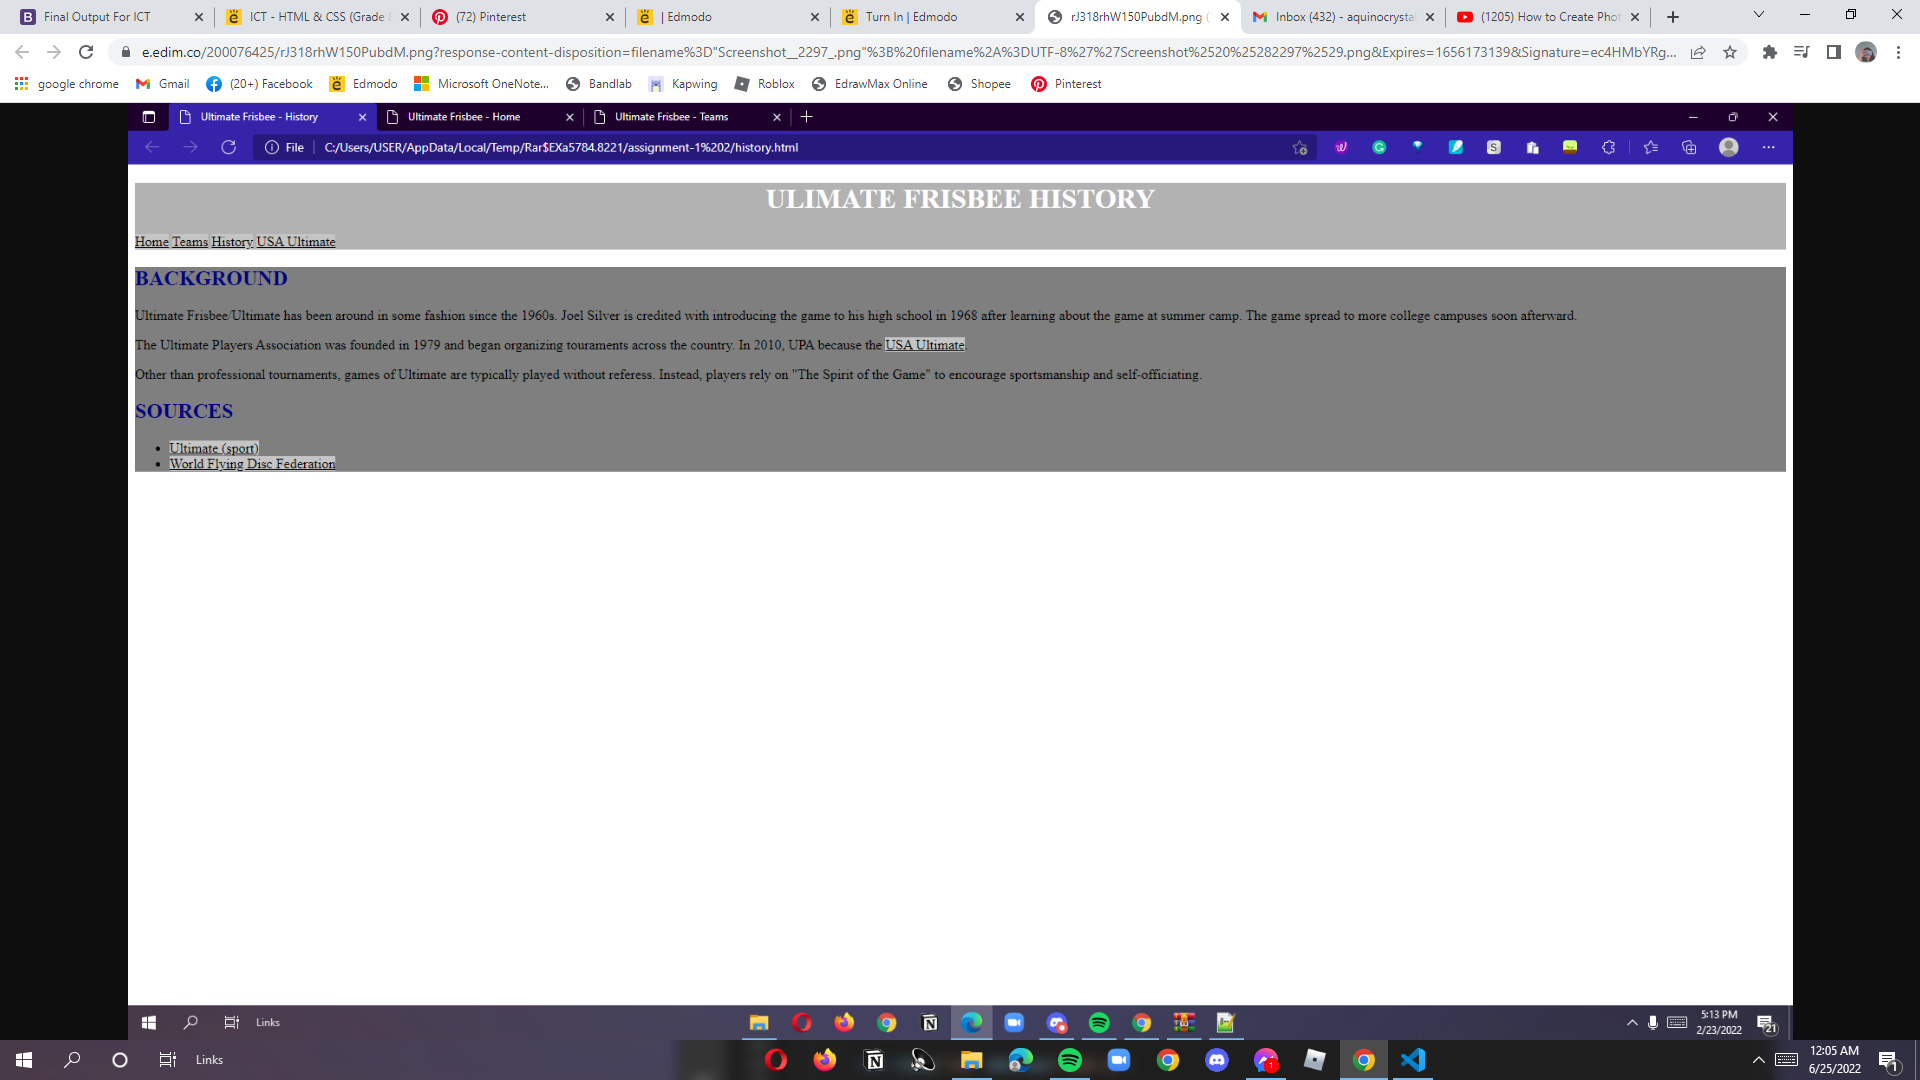 Final Output For ICT
ICT - HTML & CSS (Grade
(72) Pinterest
| Edmodo
Turn In | Edmodo
rJ318rhW150PubdM.png (
Inbox (432) - aquinocrysta
(1205) How to Create Phot
e.edim.co/200076425/rJ318rhW150PubdM.png?response-content-disposition=filename%3D"Screenshot__2297_.png"%3B%20filename%2A%3DUTF-8%27%27Screenshot%2520%25282297%2529.png&Expires=1656173139&Signature=ec4HMbYRg...
google chrome
Gmail
(20+) Facebook
Edmodo
Microsoft OneNote...
Bandlab
Kapwing
Roblox
EdrawMax Online
Shopee
Pinterest
Ultimate Frisbee - History
Ultimate Frisbee - Home
Ultimate Frisbee - Teams
File
C:/Users/USER/AppData/Local/Temp/Rar$EXa5784.8221/assignment-1%202/history.html
ULIMATE FRISBEE HISTORY
Home Teams History USA Ultimate
BACKGROUND
Ultimate Frisbee/Ultimate has been around in some fashion since the 1960s. Joel Silver is credited with introducing the game to his high school in 1968 after learning about the game at summer camp. The game spread to more college campuses soon afterward.
The Ultimate Players Association was founded in 1979 and began organizing touraments across the country. In 2010, UPA because the USA Ultimate.
Other than professional tournaments, games of Ultimate are typically played without referess. Instead, players rely on "The Spirit of the Game" to encourage sportsmanship and self-officiating.
SOURCES
Ultimate (sport)
World Flying Disc Federation
Links
5:13 PM
2/23/2022
21
Links
1
12:05 AM
6/25/2022
1